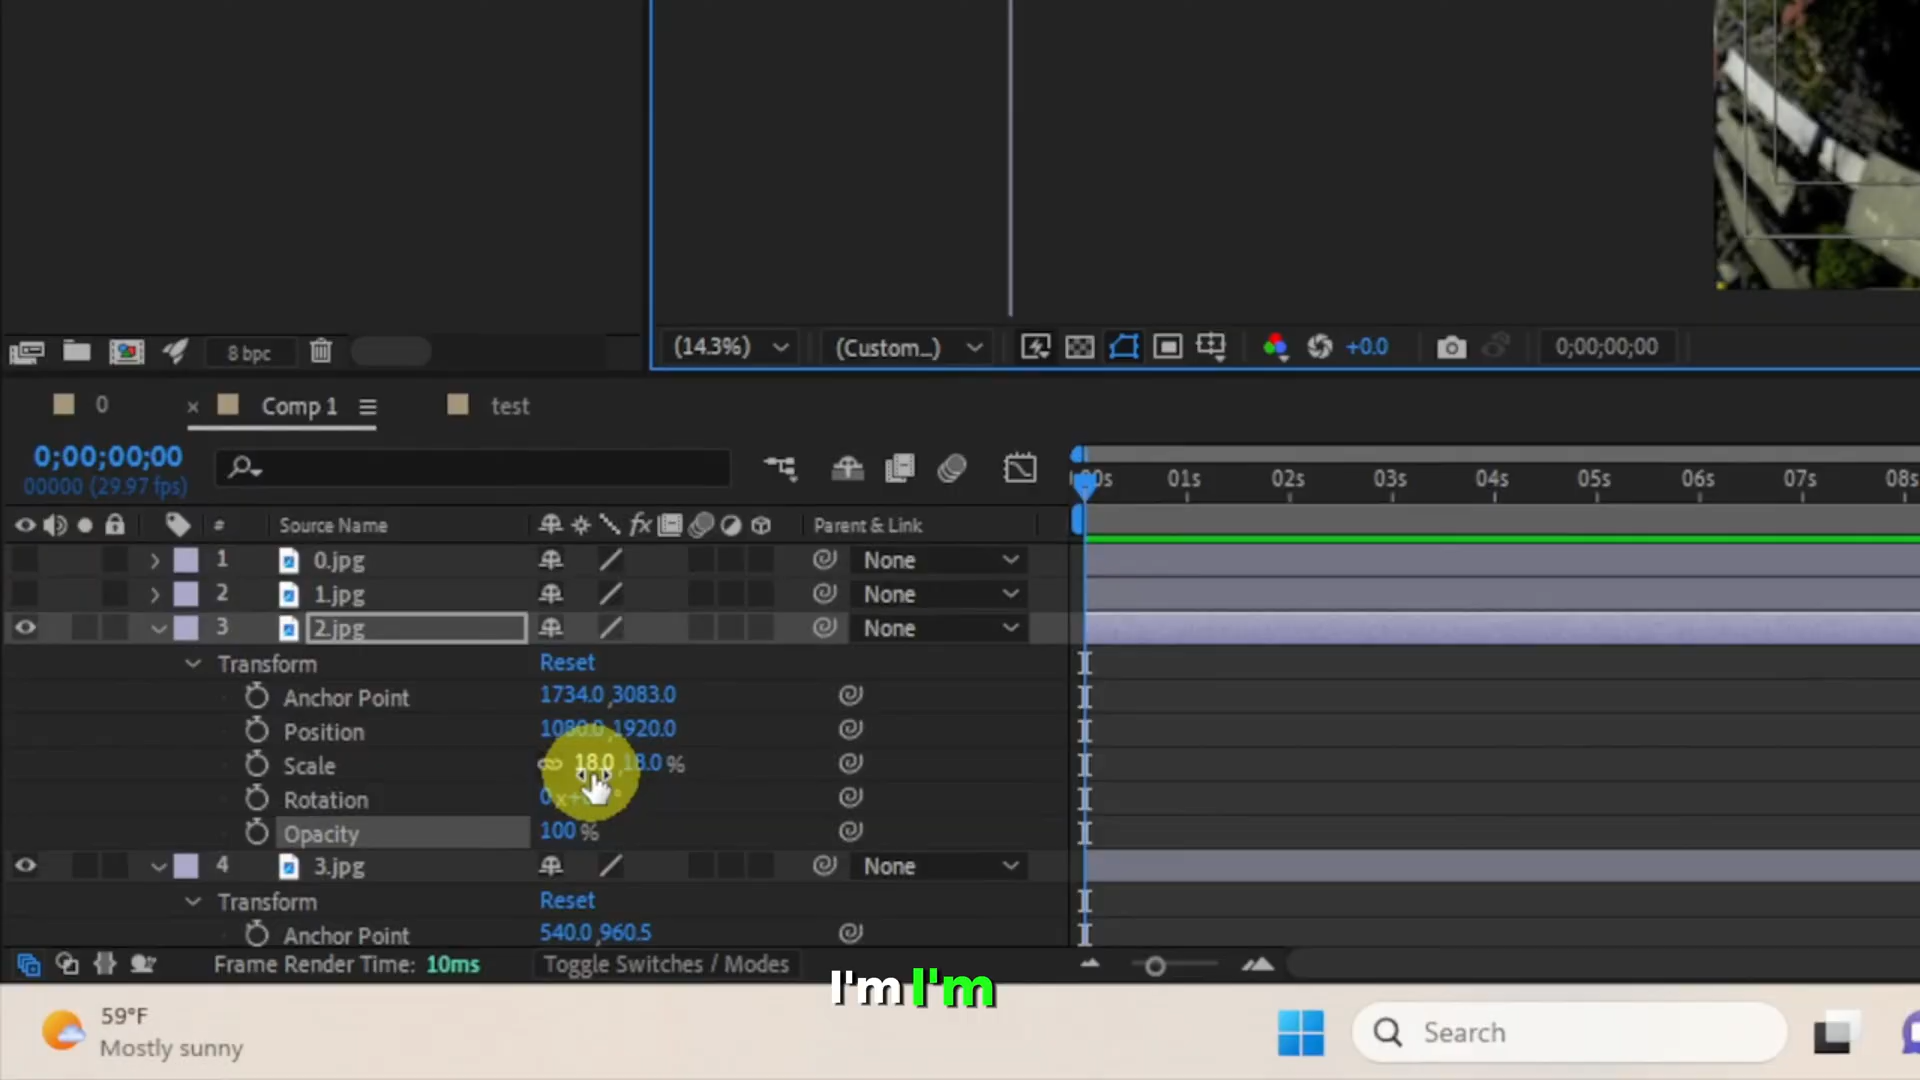 (14.3%) (Custom...) +0.0 0;00;00;00
8 bpc
0 × Comp 1 test
0;00;00;00
00000 (29.97 fps)
01s 02s 03s 04s 05s 06s 07s 08s
# Source Name fx Parent & Link
1 0.jpg None
2 1.jpg None
3 2.jpg None
Transform Reset
Anchor Point 1734.0 ,3083.0
Position 1080.0 ,1920.0
Scale 18.0 ,18.0 %
Rotation
Opacity 100 %
4 3.jpg None
Transform Reset
Anchor Point 540.0 ,960.5
Frame Render Time: 10ms Toggle Switches / Modes
I'm I'm
59°F
Mostly sunny
Search